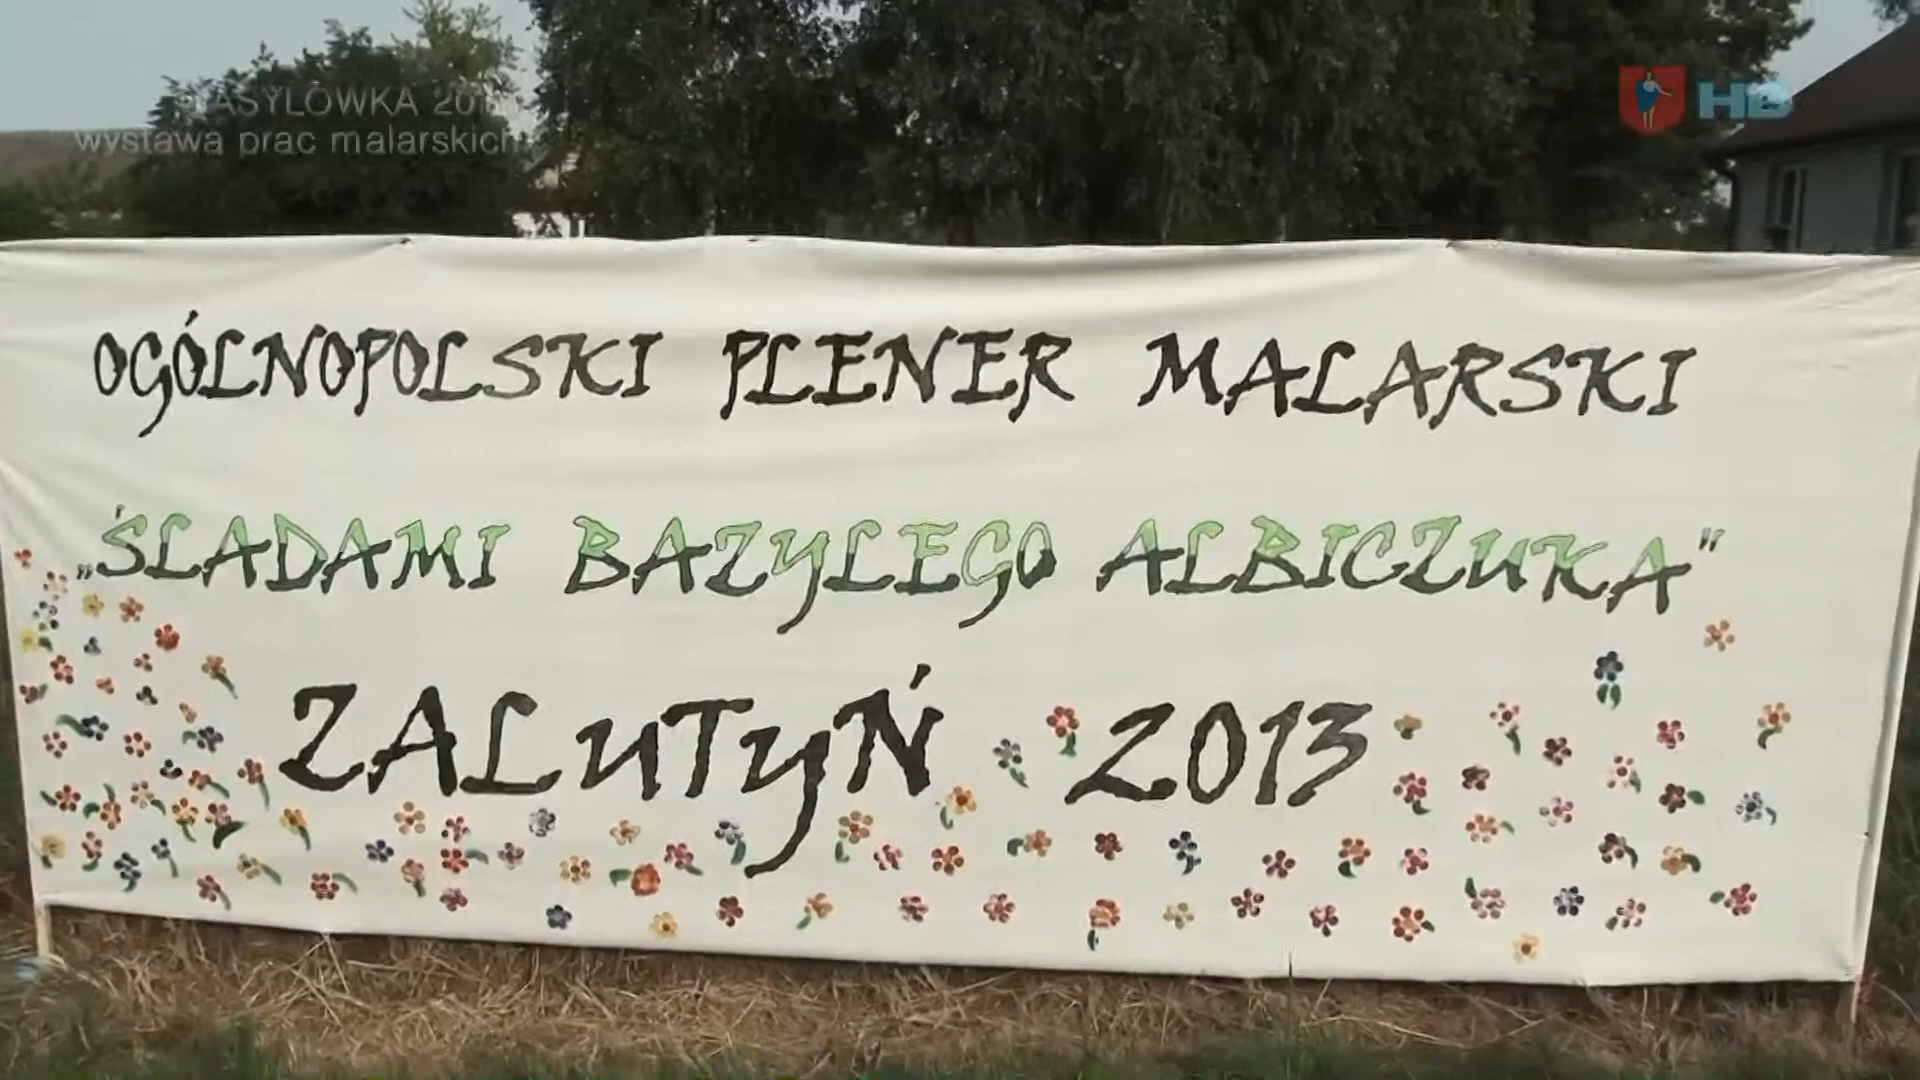 wystawa prac malarskich
HD
OGÓLNOPOLSKI PLENER MALARSKI
„ŚLADAMI BAZYLEGO ALBICZUKA"
ZALUTYŃ 2013